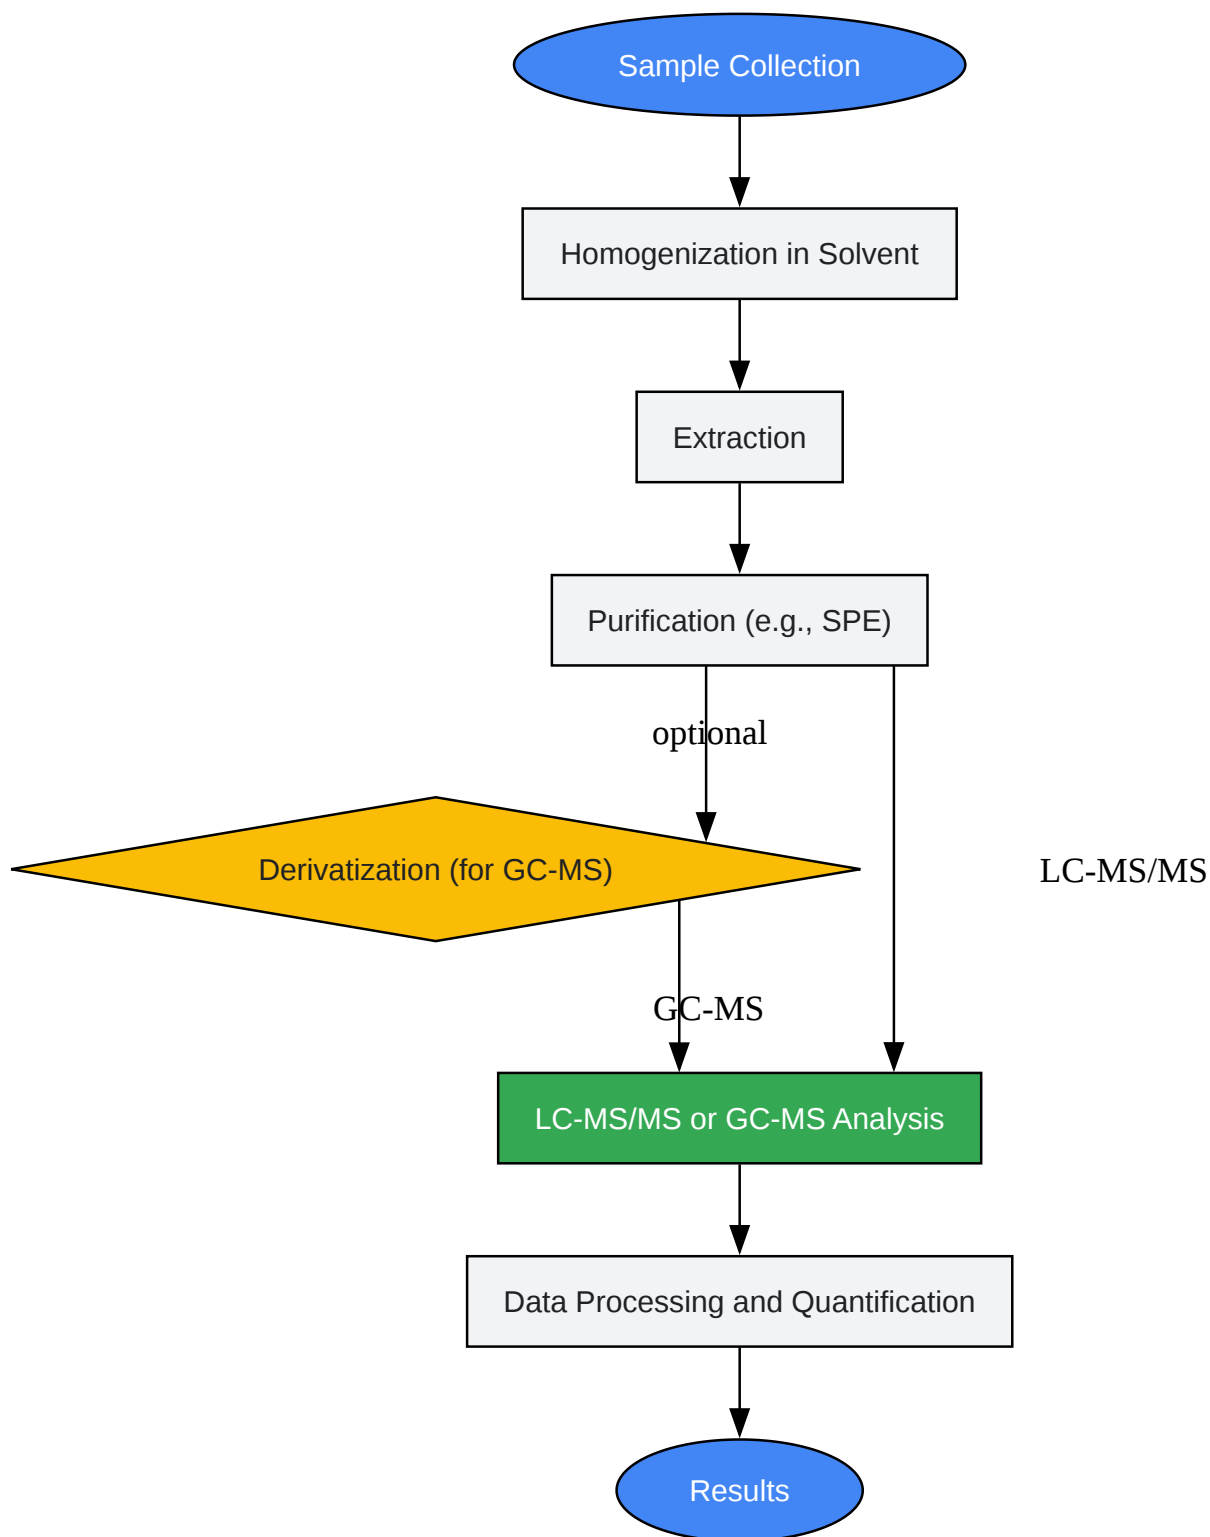 Sample Collection
Homogenization in Solvent
Extraction
Purification (e.g., SPE)
optional
Derivatization (for GC-MS)
LC-MS/MS
GC-MS
LC-MS/MS or GC-MS Analysis
Data Processing and Quantification
Results